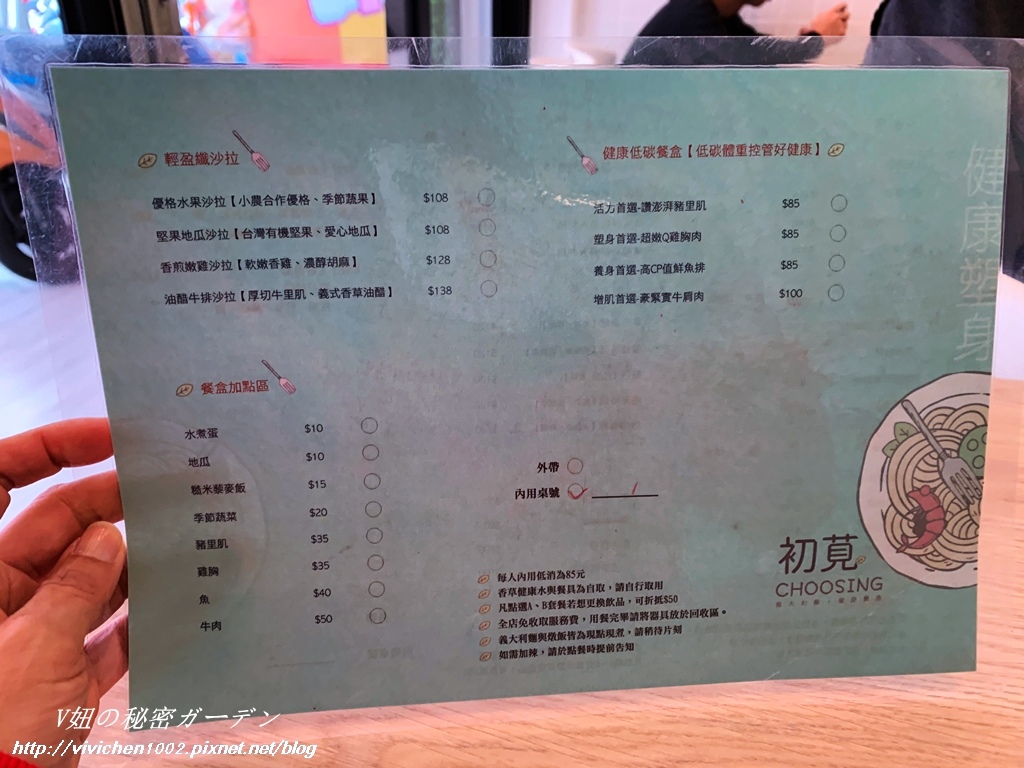 輕盈纖沙拉
優格水果沙拉【小農合作優格、季節蔬果】 $108
堅果地瓜沙拉【台灣有機堅果、愛心地瓜】 $108
香煎嫩雞沙拉【軟嫩香雞、濃醇胡麻】 $128
油醋牛排沙拉【厚切牛里肌、義式香草油醋】 $138
健康低碳餐盒【低碳體重控管好健康】
活力首選-讚澎湃豬里肌 $85
塑身首選-超嫩Q雞胸肉 $85
養身首選-高CP值鮮魚排 $85
增肌首選-豪緊實牛肩肉 $100
健康塑身
餐盒加點區
水煮蛋 $10
地瓜 $10
糙米藜麥飯 $15
季節蔬菜 $20
豬里肌 $35
雞胸 $35
魚 $40
牛肉 $50
外帶
內用桌號 1
每人內用低消為85元
香草健康水與餐具為自取，請自行取用
凡點選A、B套餐若想更換飲品，可折抵$50
全店免收取服務費，用餐完畢請將器具放於回收區。
義大利麵與燉飯皆為現點現煮，請稍待片刻
如需加辣，請於點餐時提前告知
初覓
CHOOSING
V妞の秘密ガーデン
http://vivichen1002.pixnet.net/blog